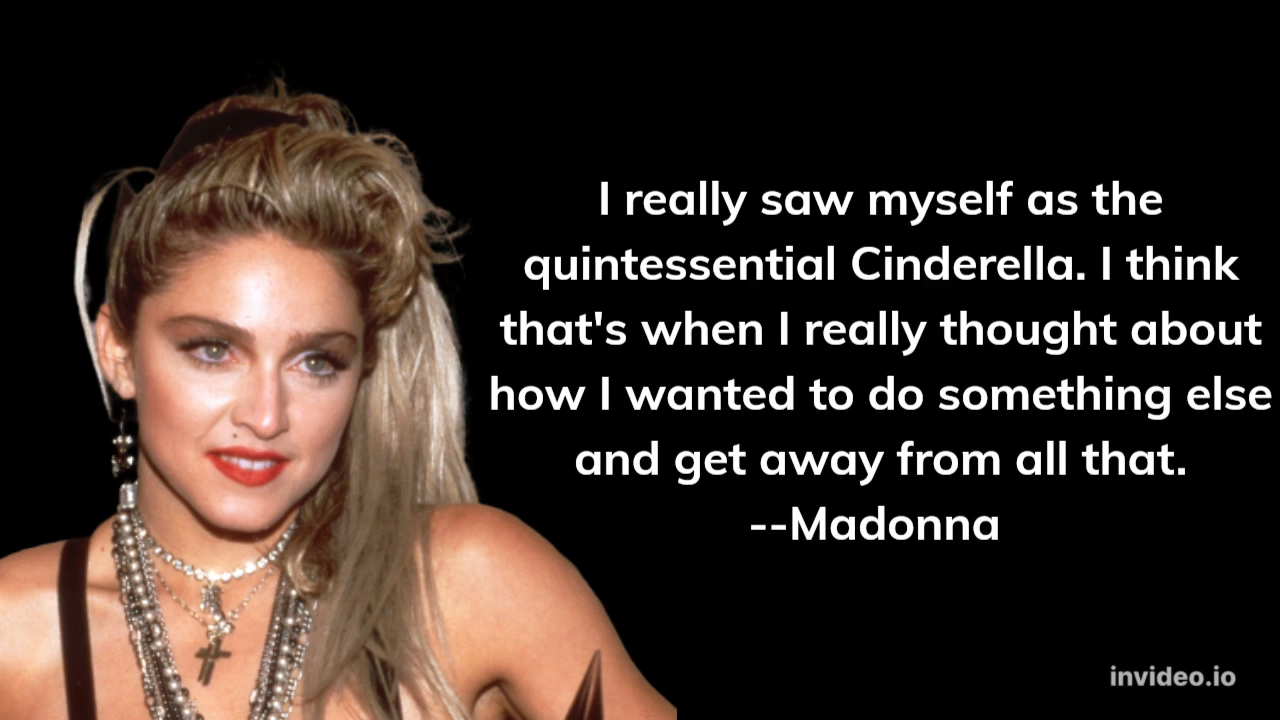 I really saw myself as the
quintessential Cinderella. I think
that's when I really thought about
how I wanted to do something else
and get away from all that.
--Madonna
invideo.io